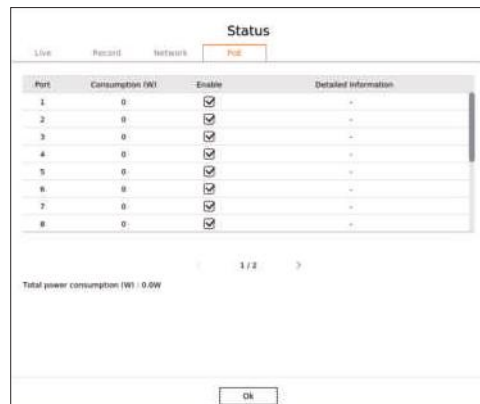 Status
Live Record Network PoE
Port Consumption (W) Enable Detailed Information
1 0 -
2 0 -
3 0 -
4 0 -
5 0 -
6 0 -
7 0 -
8 0 -
1 / 2
Total power consumption (W) : 0.0W
Ok